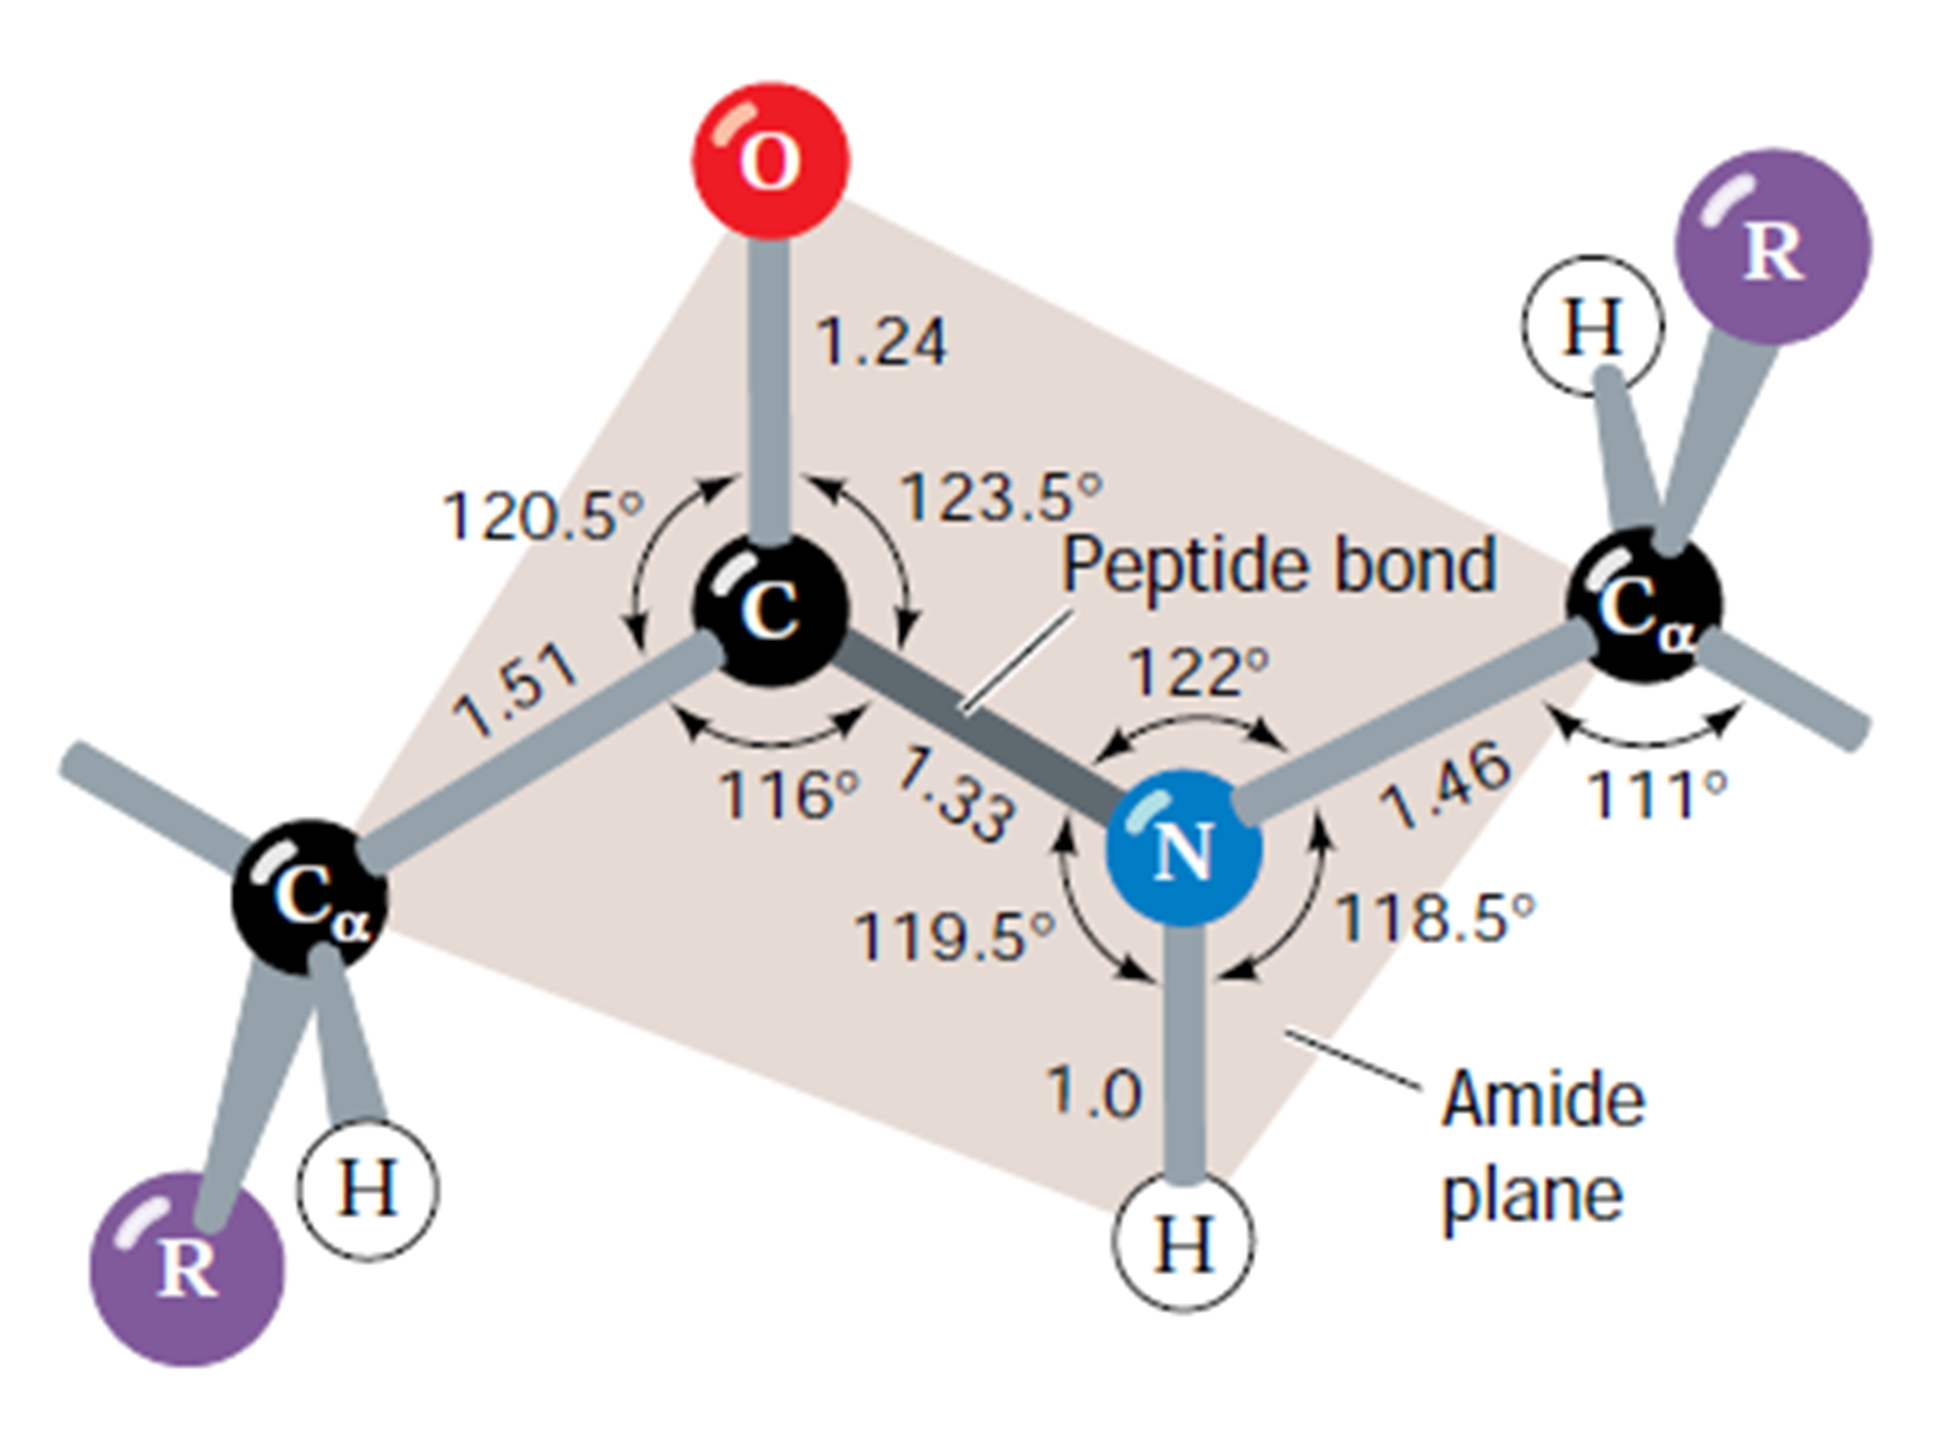 O
R
H
1.24
120.5°
123.5°
Peptide bond
C
Cα
1.51
122°
116°
1.33
1.46
111°
N
Cα
119.5°
118.5°
1.0
Amide
plane
H
H
R